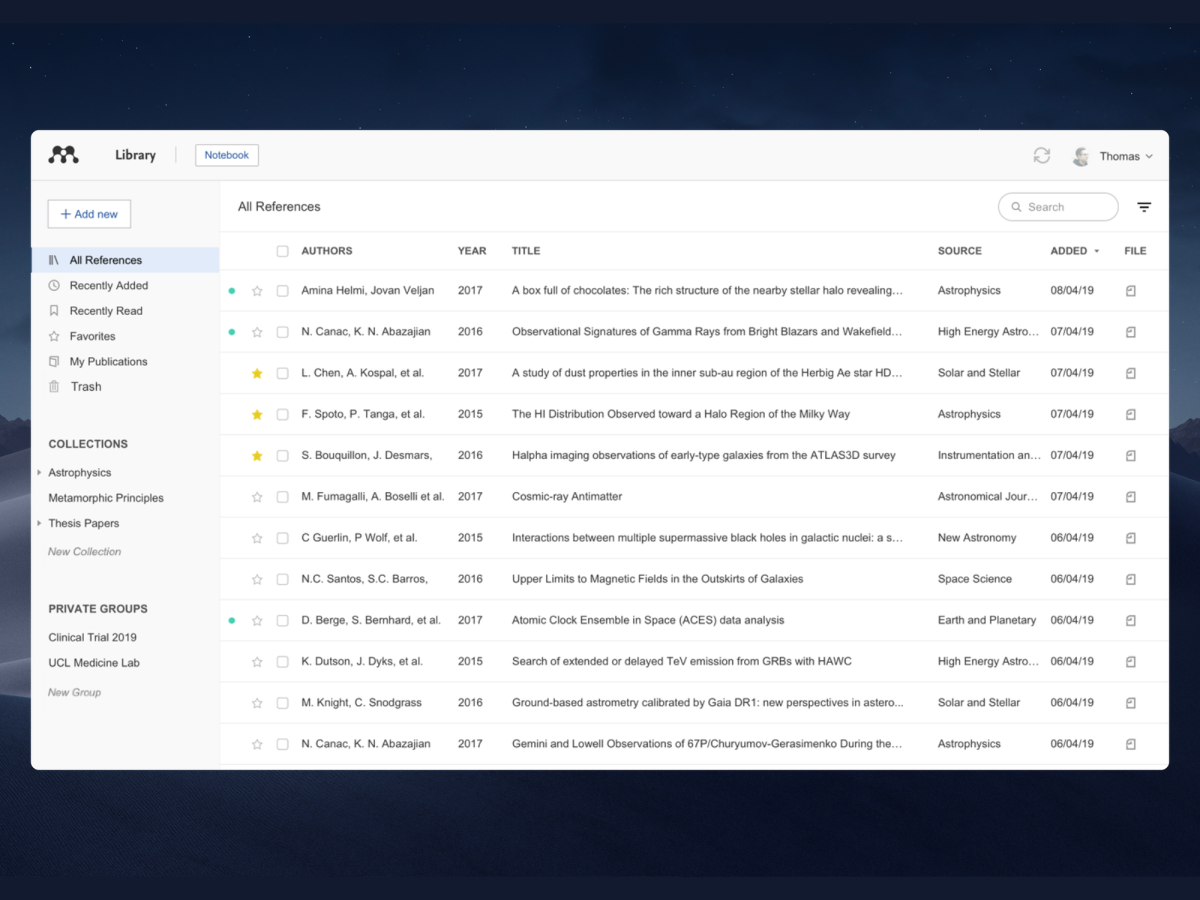 Library
Notebook
Thomas
+ Add new
All References
Recently Added
Recently Read
Favorites
My Publications
Trash
COLLECTIONS
Astrophysics
Metamorphic Principles
Thesis Papers
New Collection
PRIVATE GROUPS
Clinical Trial 2019
UCL Medicine Lab
New Group
All References
Search
AUTHORS YEAR TITLE SOURCE ADDED FILE
Amina Helmi, Jovan Veljan 2017 A box full of chocolates: The rich structure of the nearby stellar halo revealing... Astrophysics 08/04/19
N. Canac, K. N. Abazajian 2016 Observational Signatures of Gamma Rays from Bright Blazars and Wakefield... High Energy Astro... 07/04/19
L. Chen, A. Kospal, et al. 2017 A study of dust properties in the inner sub-au region of the Herbig Ae star HD... Solar and Stellar 07/04/19
F. Spoto, P. Tanga, et al. 2015 The HI Distribution Observed toward a Halo Region of the Milky Way Astrophysics 07/04/19
S. Bouquillon, J. Desmars, 2016 Halpha imaging observations of early-type galaxies from the ATLAS3D survey Instrumentation an... 07/04/19
M. Fumagalli, A. Boselli et al. 2017 Cosmic-ray Antimatter Astronomical Jour... 07/04/19
C Guerlin, P Wolf, et al. 2015 Interactions between multiple supermassive black holes in galactic nuclei: a s... New Astronomy 06/04/19
N.C. Santos, S.C. Barros, 2016 Upper Limits to Magnetic Fields in the Outskirts of Galaxies Space Science 06/04/19
D. Berge, S. Bernhard, et al. 2017 Atomic Clock Ensemble in Space (ACES) data analysis Earth and Planetary 06/04/19
K. Dutson, J. Dyks, et al. 2015 Search of extended or delayed TeV emission from GRBs with HAWC High Energy Astro... 06/04/19
M. Knight, C. Snodgrass 2016 Ground-based astrometry calibrated by Gaia DR1: new perspectives in astero... Solar and Stellar 06/04/19
N. Canac, K. N. Abazajian 2017 Gemini and Lowell Observations of 67P/Churyumov-Gerasimenko During the... Astrophysics 06/04/19